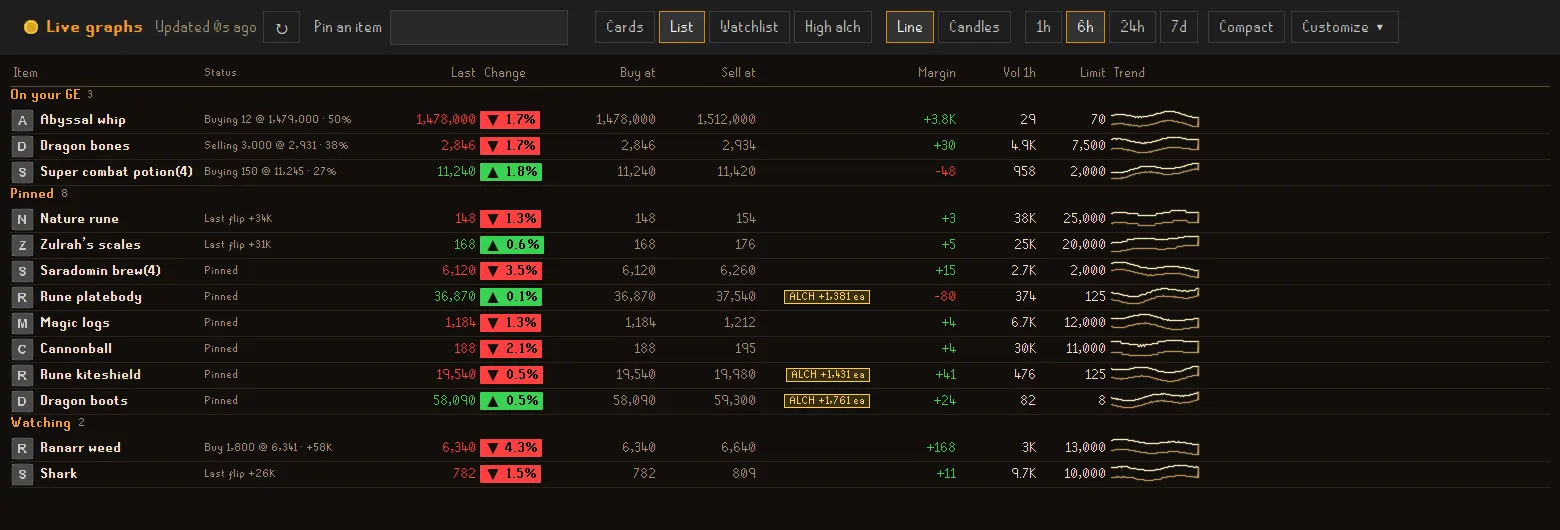 Live graphs Updated 0s ago ↻ Pin an item Cards List Watchlist High alch Line Candles 1h 6h 24h 7d Compact Customize ▼
Item Status Last Change Buy at Sell at Margin Vol 1h Limit Trend
On your GE 3
A Abyssal whip Buying 12 @ 1,479,000 · 50% 1,478,000 ▼ 1.7% 1,478,000 1,512,000 +3.8K 29 70
D Dragon bones Selling 3,000 @ 2,931 · 38% 2,846 ▼ 1.7% 2,846 2,934 +30 4.9K 7,500
S Super combat potion(4) Buying 150 @ 11,245 · 27% 11,240 ▲ 1.8% 11,240 11,420 -48 958 2,000
Pinned 8
N Nature rune Last flip +34K 148 ▼ 1.3% 148 154 +3 38K 25,000
Z Zulrah's scales Last flip +31K 168 ▲ 0.6% 168 176 +5 25K 20,000
S Saradomin brew(4) Pinned 6,120 ▼ 3.5% 6,120 6,260 +15 2.7K 2,000
R Rune platebody Pinned 36,870 ▲ 0.1% 36,870 37,540 ALCH +1,381 ea -80 374 125
M Magic logs Pinned 1,184 ▼ 1.3% 1,184 1,212 +4 6.7K 12,000
C Cannonball Pinned 188 ▼ 2.1% 188 195 +4 30K 11,000
R Rune kiteshield Pinned 19,540 ▼ 0.5% 19,540 19,980 ALCH +1,431 ea +41 476 125
D Dragon boots Pinned 58,090 ▲ 0.5% 58,090 59,300 ALCH +1,761 ea +24 82 8
Watching 2
R Ranarr weed Buy 1,800 @ 6,341 · +58K 6,340 ▼ 4.3% 6,340 6,640 +168 3K 13,000
S Shark Last flip +26K 782 ▼ 1.5% 782 809 +11 9.7K 10,000